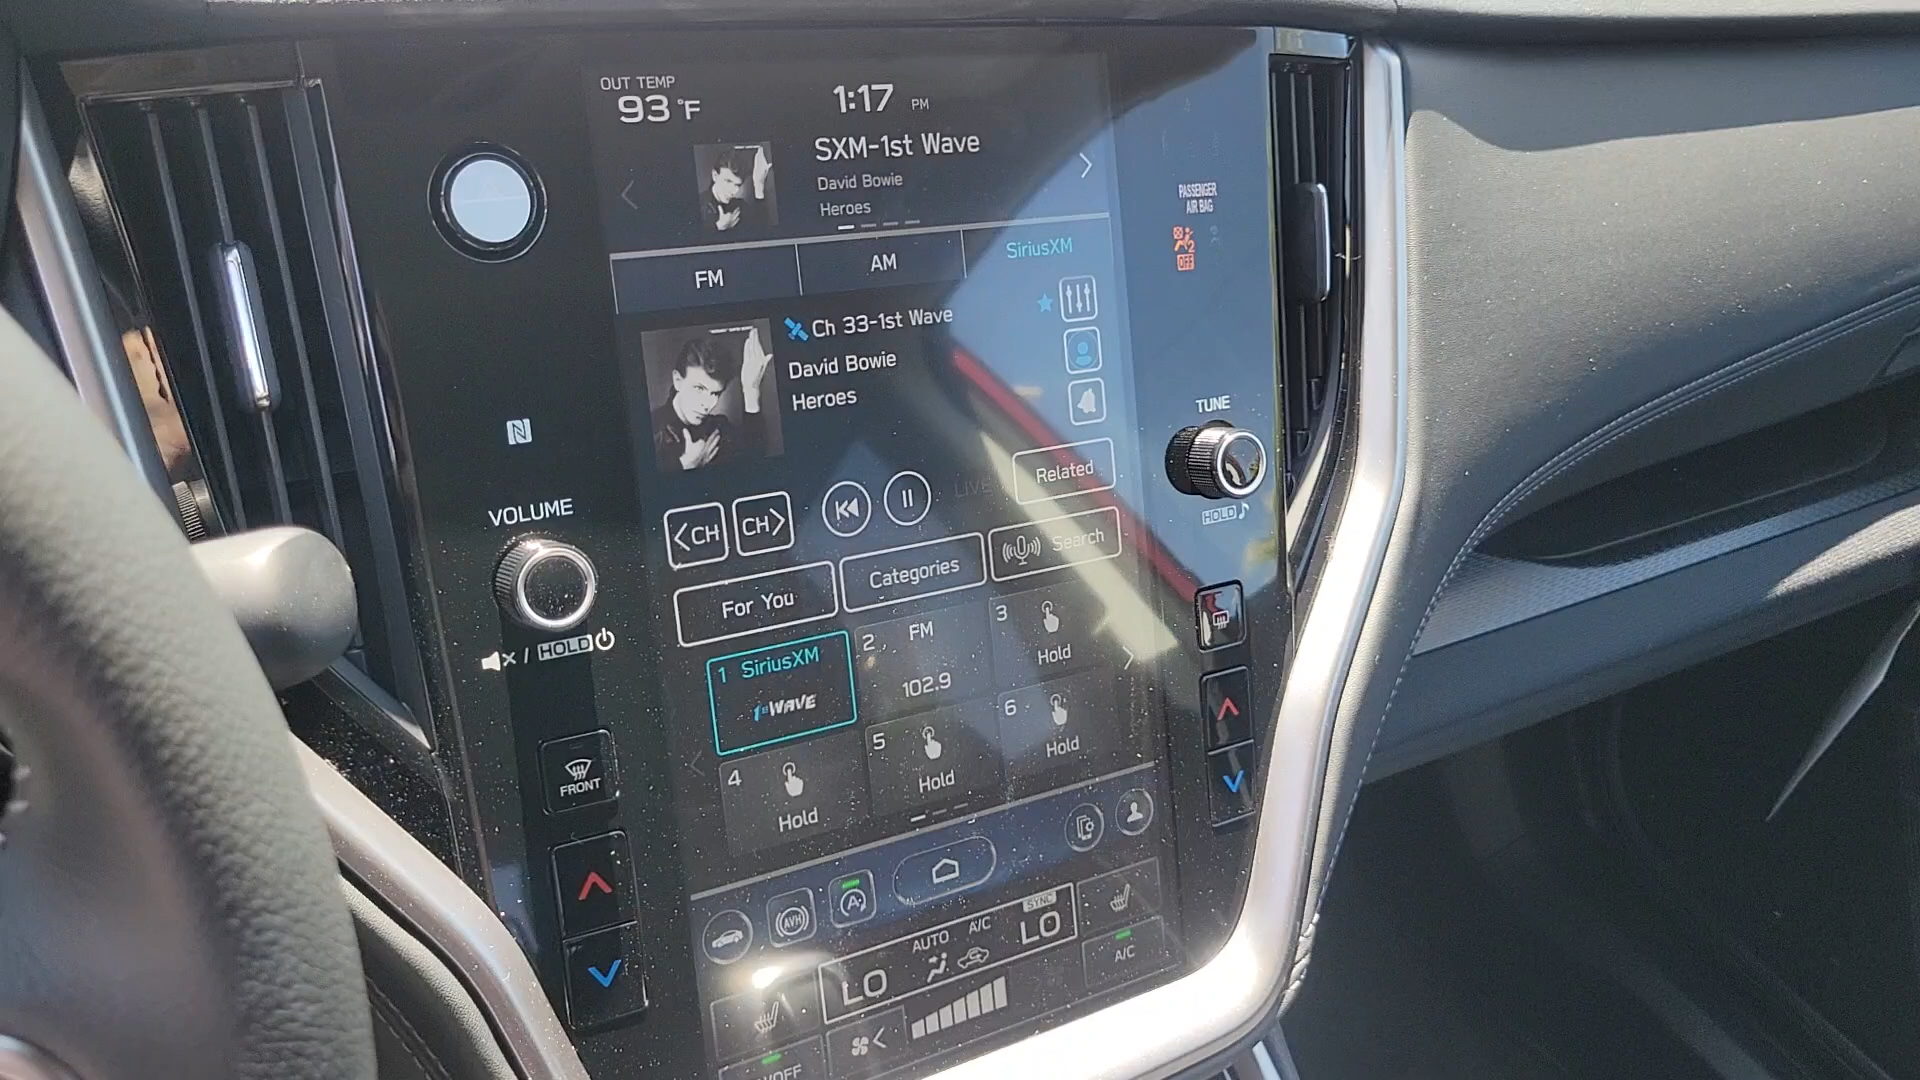 OUT TEMP
93 °F
1:17 PM
SXM-1st Wave
David Bowie
Heroes
PASSENGER
AIR BAG
2
OFF
FM
AM
SiriusXM
Ch 33-1st Wave
David Bowie
Heroes
TUNE
HOLD
VOLUME
/ HOLD
Related
LIVE
<CH
CH>
For You
Categories
Search
1 SiriusXM
1st WAVE
2 FM
102.9
3
Hold
4
Hold
5
Hold
6
Hold
FRONT
AVH
A
AUTO
A/C
SYNC
LO
LO
A/C